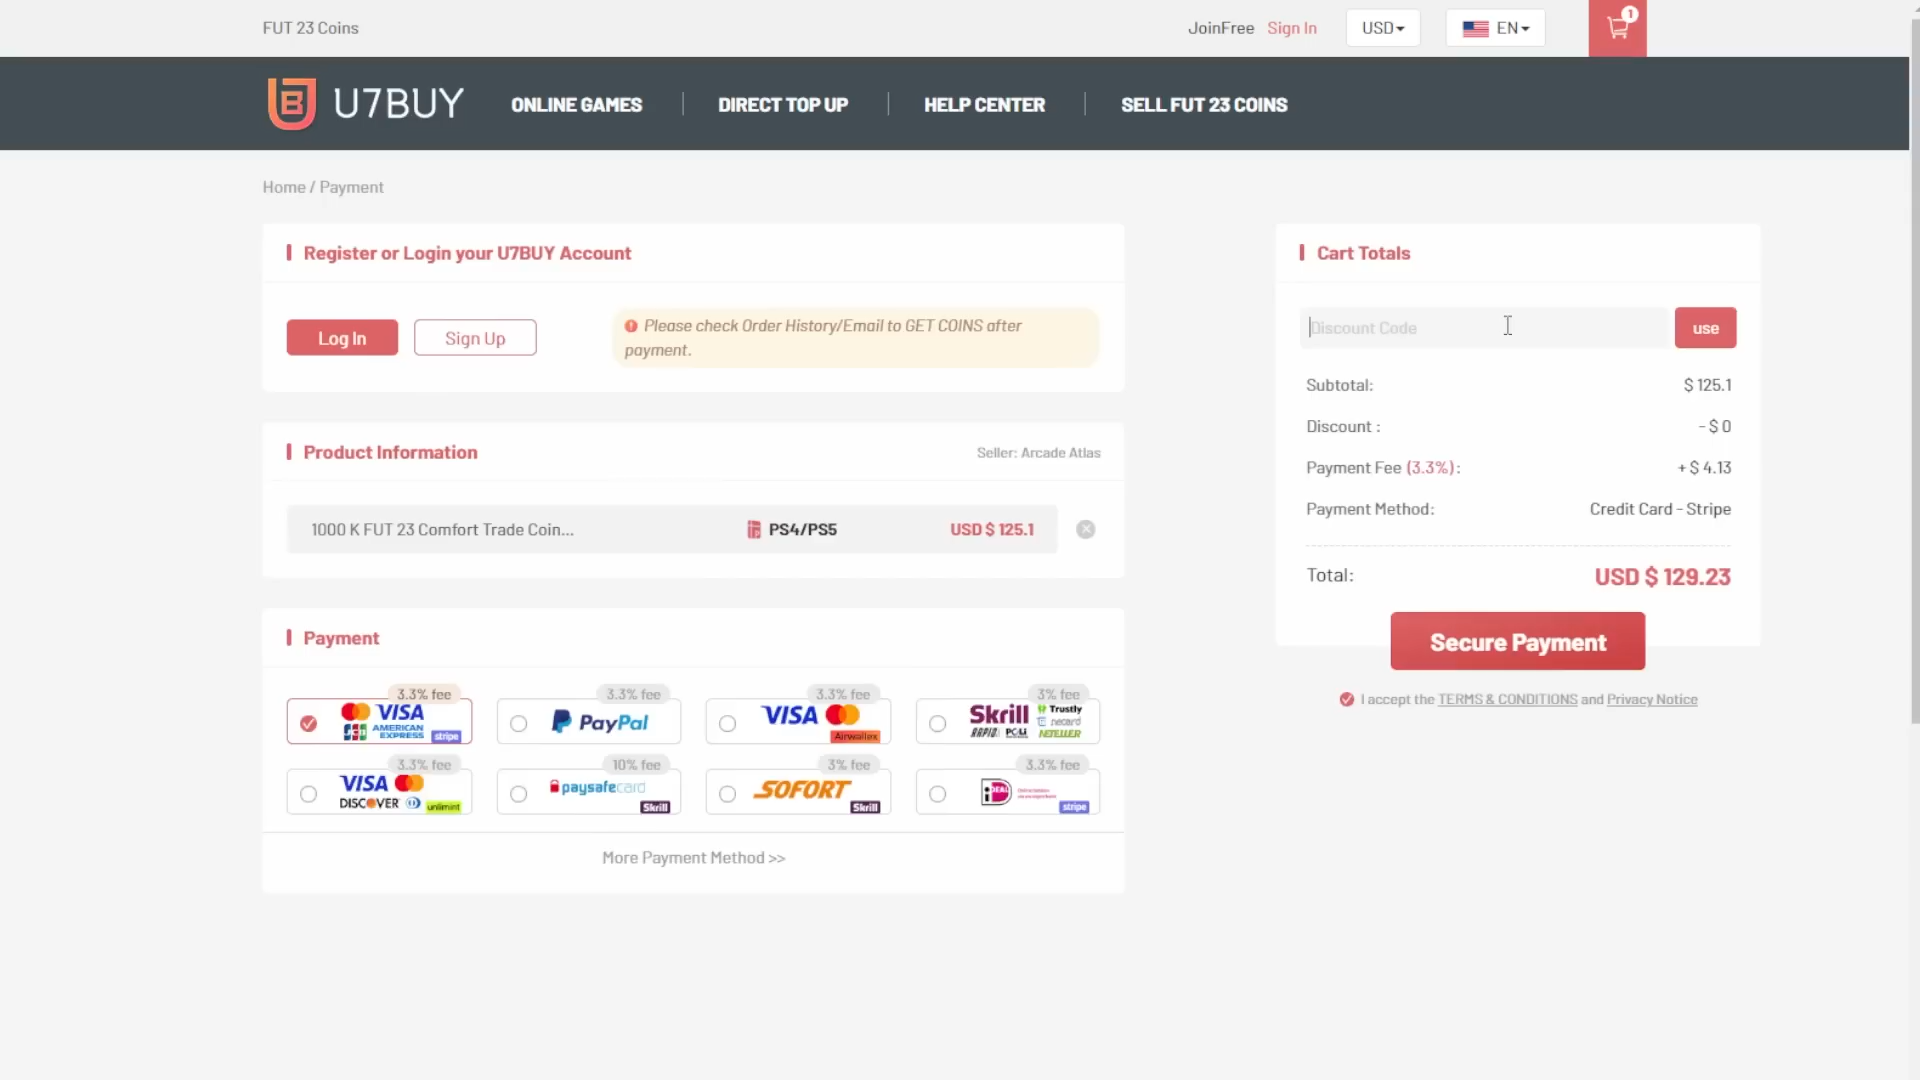 FUT 23 Coins
JoinFree Sign In USD EN 1
U7BUY ONLINE GAMES DIRECT TOP UP HELP CENTER SELL FUT 23 COINS
Home / Payment
Register or Login your U7BUY Account
Log In Sign Up
Please check Order History/Email to GET COINS after
payment.
Product Information Seller: Arcade Atlas
1000 K FUT 23 Comfort Trade Coin... PS4/PS5 USD $ 125.1
Payment
3.3% fee 3.3% fee 3.3% fee 3% fee
VISA AMERICAN EXPRESS JCB stripe
PayPal
VISA Airwallex
Skrill Trustly RAPID POLi NETELLER
3.3% fee 10% fee 3% fee 3.3% fee
VISA DISCOVER unlimint
paysafecard Skrill
SOFORT Skrill
iDEAL stripe
More Payment Method >>
Cart Totals
Discount Code use
Subtotal: $ 125.1
Discount : - $ 0
Payment Fee (3.3%) : + $ 4.13
Payment Method: Credit Card - Stripe
Total: USD $ 129.23
Secure Payment
I accept the TERMS & CONDITIONS and Privacy Notice